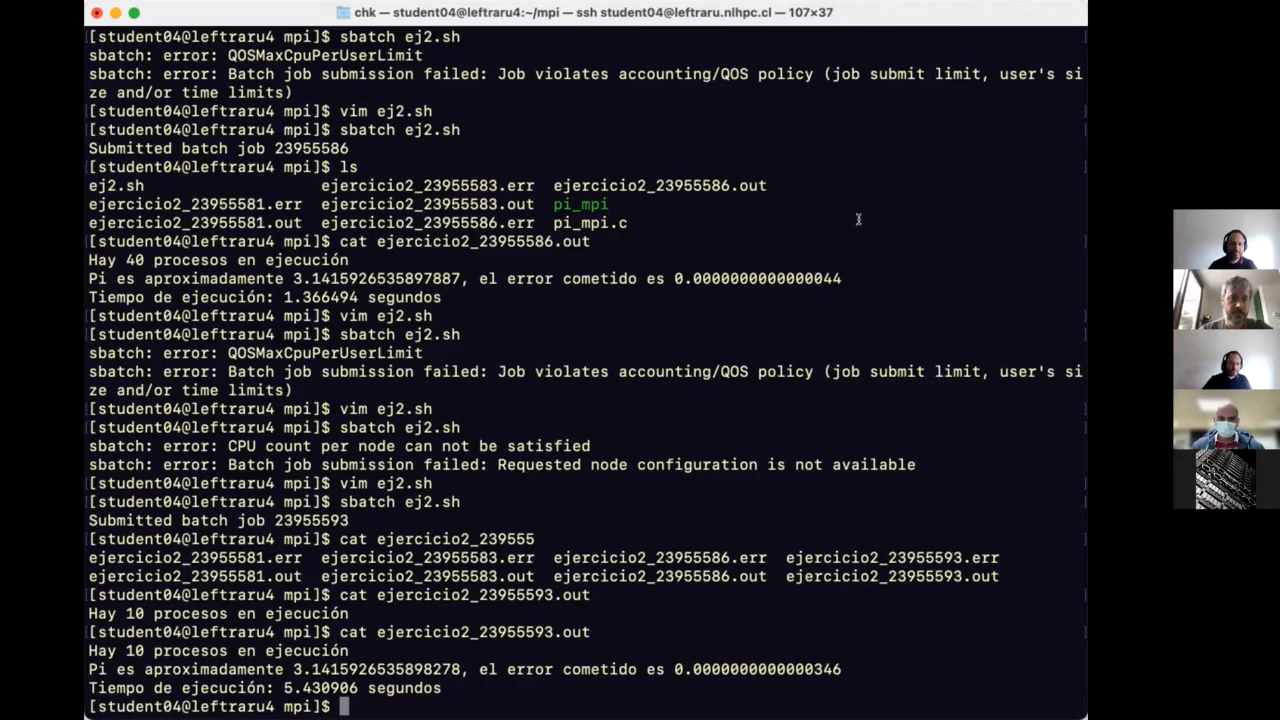 chk — student04@leftraru4:~/mpi — ssh student04@leftraru.nlhpc.cl — 107×37
[student04@leftraru4 mpi]$ sbatch ej2.sh
sbatch: error: QOSMaxCpuPerUserLimit
sbatch: error: Batch job submission failed: Job violates accounting/QOS policy (job submit limit, user's si
ze and/or time limits)
[student04@leftraru4 mpi]$ vim ej2.sh
[student04@leftraru4 mpi]$ sbatch ej2.sh
Submitted batch job 23955586
[student04@leftraru4 mpi]$ ls
ej2.sh ejercicio2_23955583.err ejercicio2_23955586.out
ejercicio2_23955581.err ejercicio2_23955583.out pi_mpi
ejercicio2_23955581.out ejercicio2_23955586.err pi_mpi.c
[student04@leftraru4 mpi]$ cat ejercicio2_23955586.out
Hay 40 procesos en ejecución
Pi es aproximadamente 3.1415926535897887, el error cometido es 0.0000000000000044
Tiempo de ejecución: 1.366494 segundos
[student04@leftraru4 mpi]$ vim ej2.sh
[student04@leftraru4 mpi]$ sbatch ej2.sh
sbatch: error: QOSMaxCpuPerUserLimit
sbatch: error: Batch job submission failed: Job violates accounting/QOS policy (job submit limit, user's si
ze and/or time limits)
[student04@leftraru4 mpi]$ vim ej2.sh
[student04@leftraru4 mpi]$ sbatch ej2.sh
sbatch: error: CPU count per node can not be satisfied
sbatch: error: Batch job submission failed: Requested node configuration is not available
[student04@leftraru4 mpi]$ vim ej2.sh
[student04@leftraru4 mpi]$ sbatch ej2.sh
Submitted batch job 23955593
[student04@leftraru4 mpi]$ cat ejercicio2_239555
ejercicio2_23955581.err ejercicio2_23955583.err ejercicio2_23955586.err ejercicio2_23955593.err
ejercicio2_23955581.out ejercicio2_23955583.out ejercicio2_23955586.out ejercicio2_23955593.out
[student04@leftraru4 mpi]$ cat ejercicio2_23955593.out
Hay 10 procesos en ejecución
[student04@leftraru4 mpi]$ cat ejercicio2_23955593.out
Hay 10 procesos en ejecución
Pi es aproximadamente 3.1415926535898278, el error cometido es 0.0000000000000346
Tiempo de ejecución: 5.430906 segundos
[student04@leftraru4 mpi]$